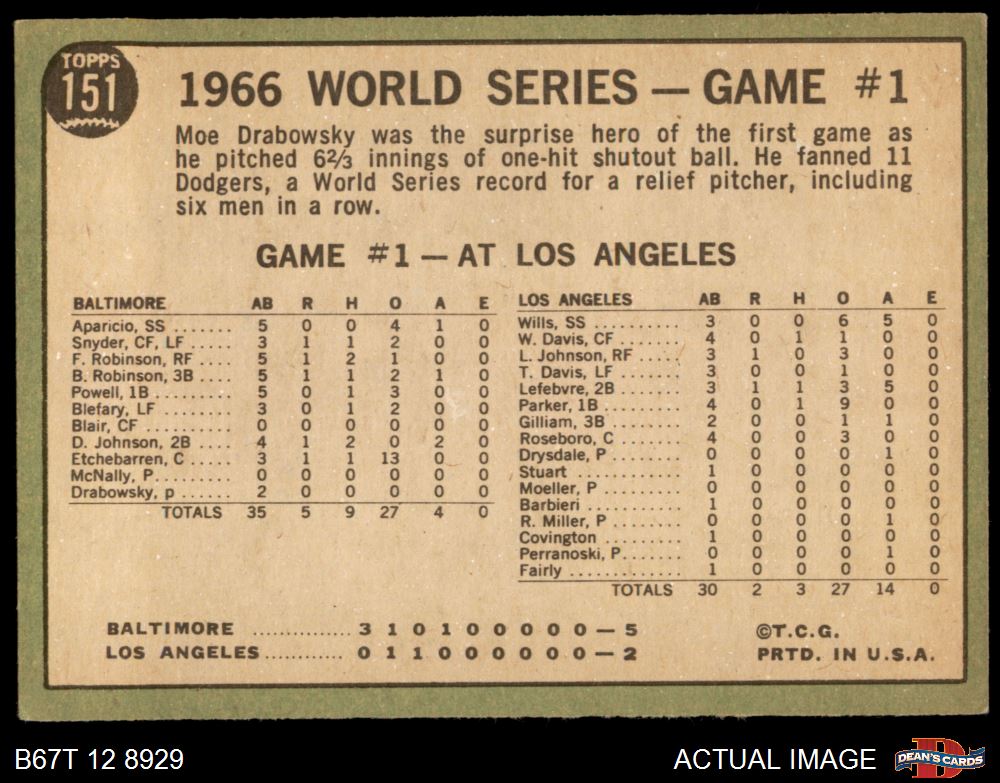 TOPPS
151
1966 WORLD SERIES — GAME #1
Moe Drabowsky was the surprise hero of the first game as
he pitched 6⅔ innings of one-hit shutout ball. He fanned 11
Dodgers, a World Series record for a relief pitcher, including
six men in a row.
GAME #1 — AT LOS ANGELES
BALTIMORE AB R H O A E
Aparicio, SS ....... 5 0 0 4 1 0
Snyder, CF, LF ..... 3 1 1 2 0 0
F. Robinson, RF .... 5 1 2 1 0 0
B. Robinson, 3B .... 5 1 1 2 1 0
Powell, 1B ......... 5 0 1 3 0 0
Blefary, LF ........ 3 0 1 2 0 0
Blair, CF .......... 0 0 0 0 0 0
D. Johnson, 2B .... 4 1 2 0 2 0
Etchebarren, C ..... 3 1 1 13 0 0
McNally, P ......... 0 0 0 0 0 0
Drabowsky, p ...... 2 0 0 0 0 0
TOTALS 35 5 9 27 4 0
LOS ANGELES AB R H O A E
Wills, SS .......... 3 0 0 6 5 0
W. Davis, CF ....... 4 0 1 1 0 0
L. Johnson, RF ..... 3 1 0 3 0 0
T. Davis, LF ....... 3 0 0 1 0 0
Lefebvre, 2B ....... 3 1 1 3 5 0
Parker, 1B ......... 4 0 1 9 0 0
Gilliam, 3B ........ 2 0 0 1 1 0
Roseboro, C ........ 4 0 0 3 0 0
Drysdale, P ........ 0 0 0 0 1 0
Stuart ............. 1 0 0 0 0 0
Moeller, P ......... 0 0 0 0 0 0
Barbieri ........... 1 0 0 0 0 0
R. Miller, P ....... 0 0 0 0 1 0
Covington .......... 1 0 0 0 0 0
Perranoski, P ...... 0 0 0 0 1 0
Fairly ............. 1 0 0 0 0 0
TOTALS 30 2 3 27 14 0
BALTIMORE .............. 3 1 0 1 0 0 0 0 0 — 5
LOS ANGELES ........... 0 1 1 0 0 0 0 0 0 — 2
©T.C.G.
PRTD. IN U.S.A.
B67T 12 8929
ACTUAL IMAGE
D
DEAN'S CARDS